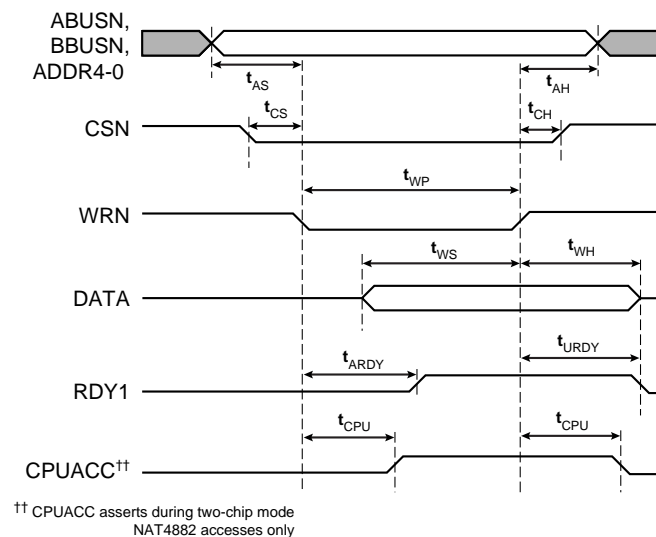 ABUSN,
BBUSN,
ADDR4-0
tAS
tAH
tCS
tCH
CSN
tWP
WRN
tWS
tWH
DATA
tURDY
tARDY
RDY1
tCPU
tCPU
CPUACC††
†† CPUACC asserts during two-chip mode
NAT4882 accesses only